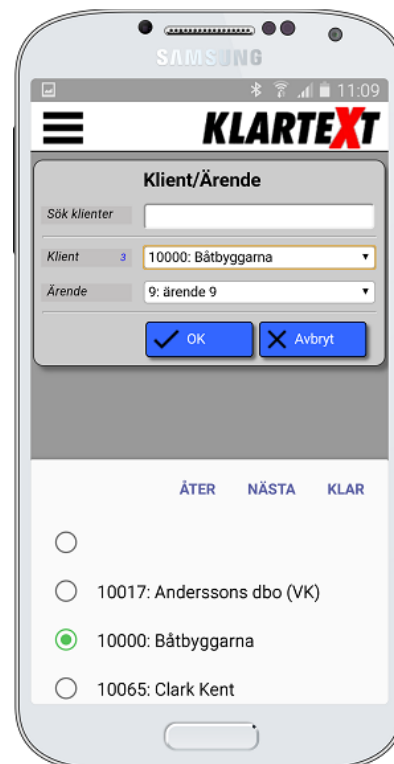 SAMSUNG
11:09
KLARTEXT
Klient/Ärende
Sök klienter
Klient 3 10000: Båtbyggarna
Ärende 9: ärende 9
OK Avbryt
ÅTER NÄSTA KLAR
10017: Anderssons dbo (VK)
10000: Båtbyggarna
10065: Clark Kent